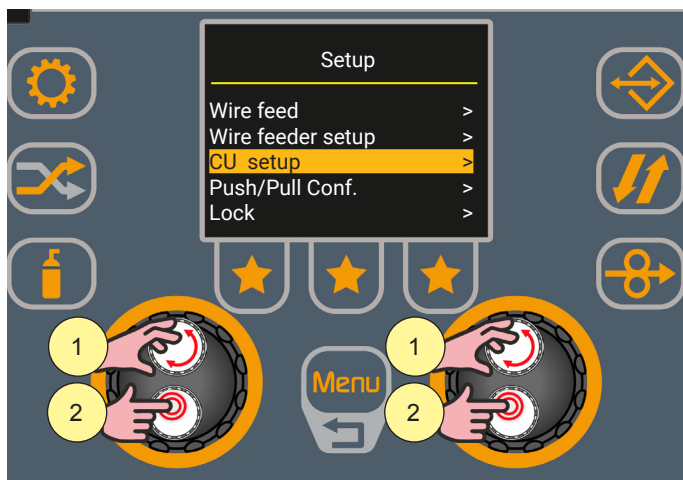 Setup
Wire feed >
Wire feeder setup >
CU setup >
Push/Pull Conf. >
Lock >
1
1
2
Menu
2